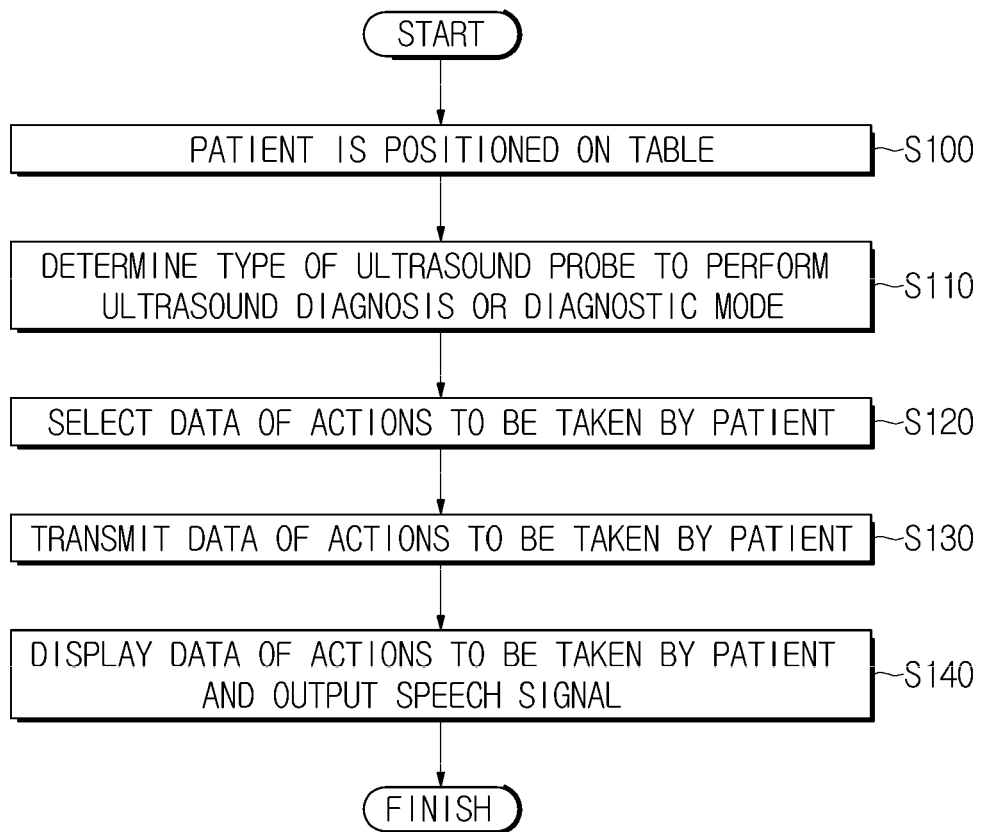 START
PATIENT IS POSITIONED ON TABLE
S100
DETERMINE TYPE OF ULTRASOUND PROBE TO PERFORM
ULTRASOUND DIAGNOSIS OR DIAGNOSTIC MODE
S110
SELECT DATA OF ACTIONS TO BE TAKEN BY PATIENT
S120
TRANSMIT DATA OF ACTIONS TO BE TAKEN BY PATIENT
S130
DISPLAY DATA OF ACTIONS TO BE TAKEN BY PATIENT
AND OUTPUT SPEECH SIGNAL
S140
FINISH